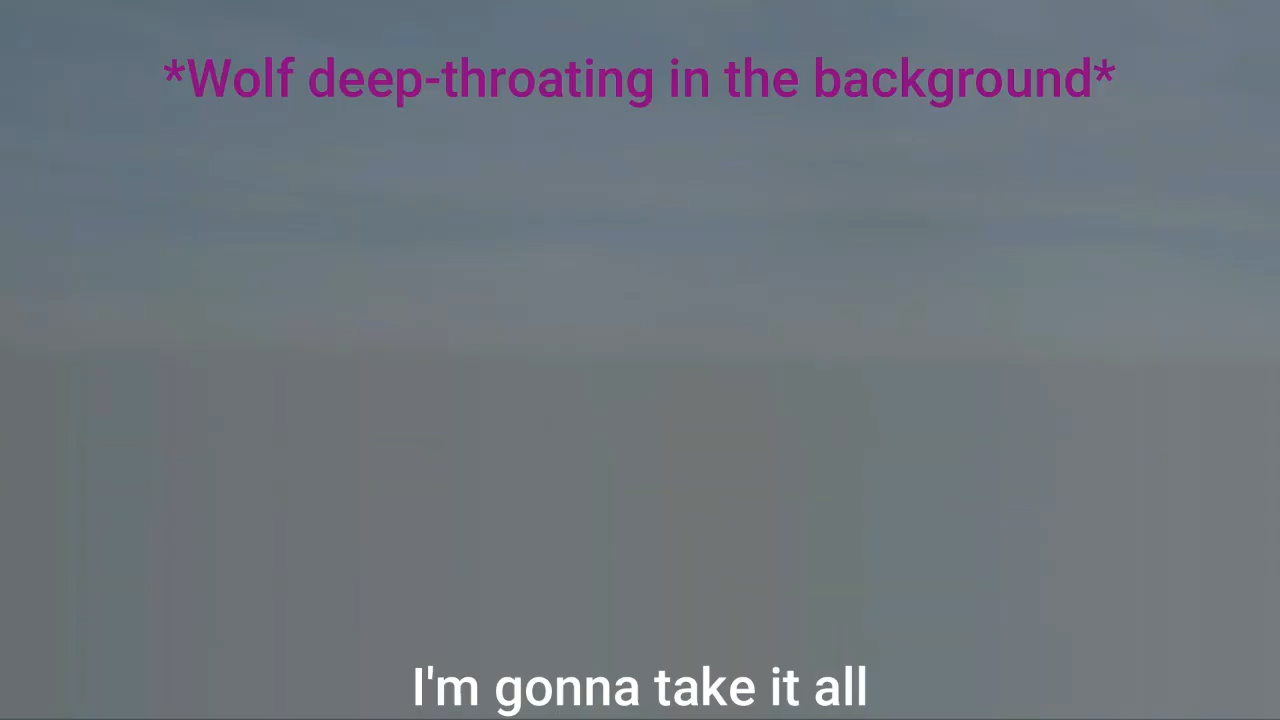 *Wolf deep-throating in the background*
I'm gonna take it all